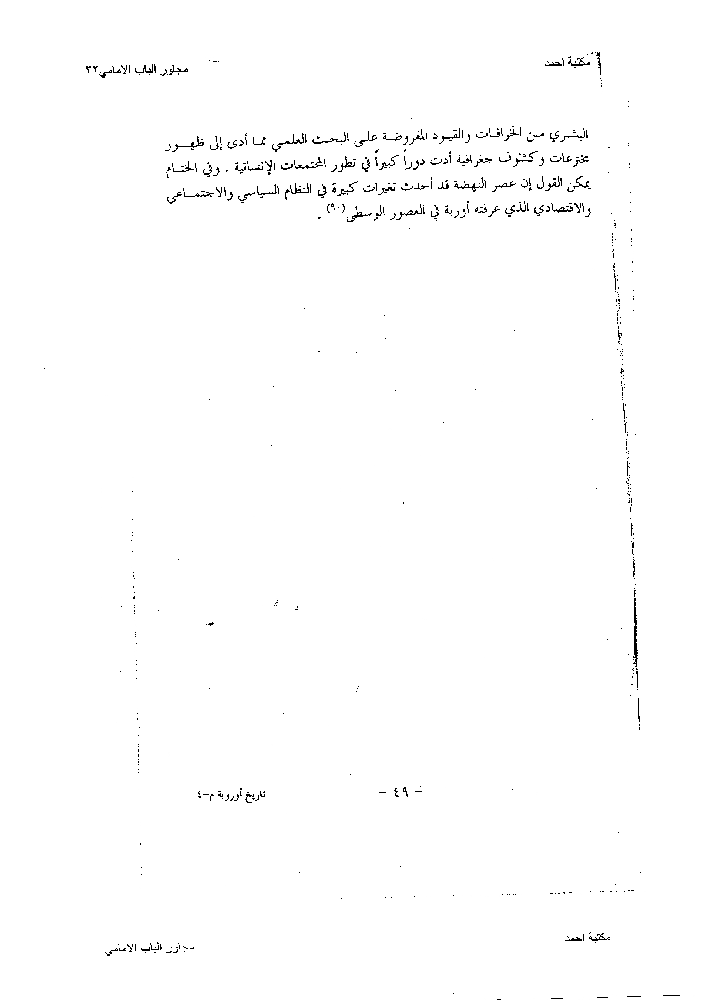 مكتبة احمد
مجاور الباب الامامي٣٢
البشري من الخرافات والقيود المفروضة على البحث العلمي مما أدى إلى ظهور
مخترعات وكشوف جغرافية أدت دوراً كبيراً في تطور المجتمعات الإنسانية . وفي الختام
يمكن القول إن عصر النهضة قد أحدث تغيرات كبيرة في النظام السياسي والاجتماعي
والاقتصادي الذي عرفته أوربة في العصور الوسطى (٩٠) .
- ٤٩ -
تاريخ أوروبة م-٤
مكتبة احمد
مجاور الباب الامامي